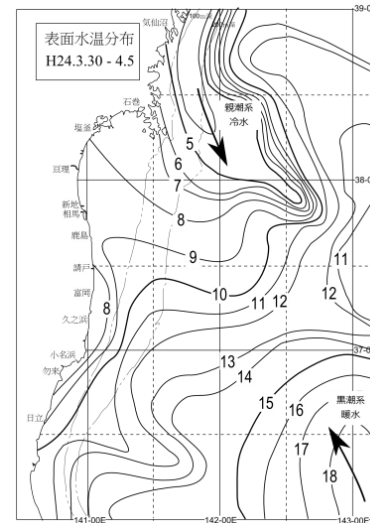 表面水温分布
H24.3.30 - 4.5
気仙沼
100m
200m
39-0
石巻
塩釜
親潮系
冷水
亘理
5
6
7
38-0
8
新地
相馬
鹿島
9
請戸
富岡
久之浜
8
10
11
12
11
12
37-0
小名浜
勿来
13
14
日立
15
16
黒潮系
暖水
17
18
141-00E
142-00E
143-00E